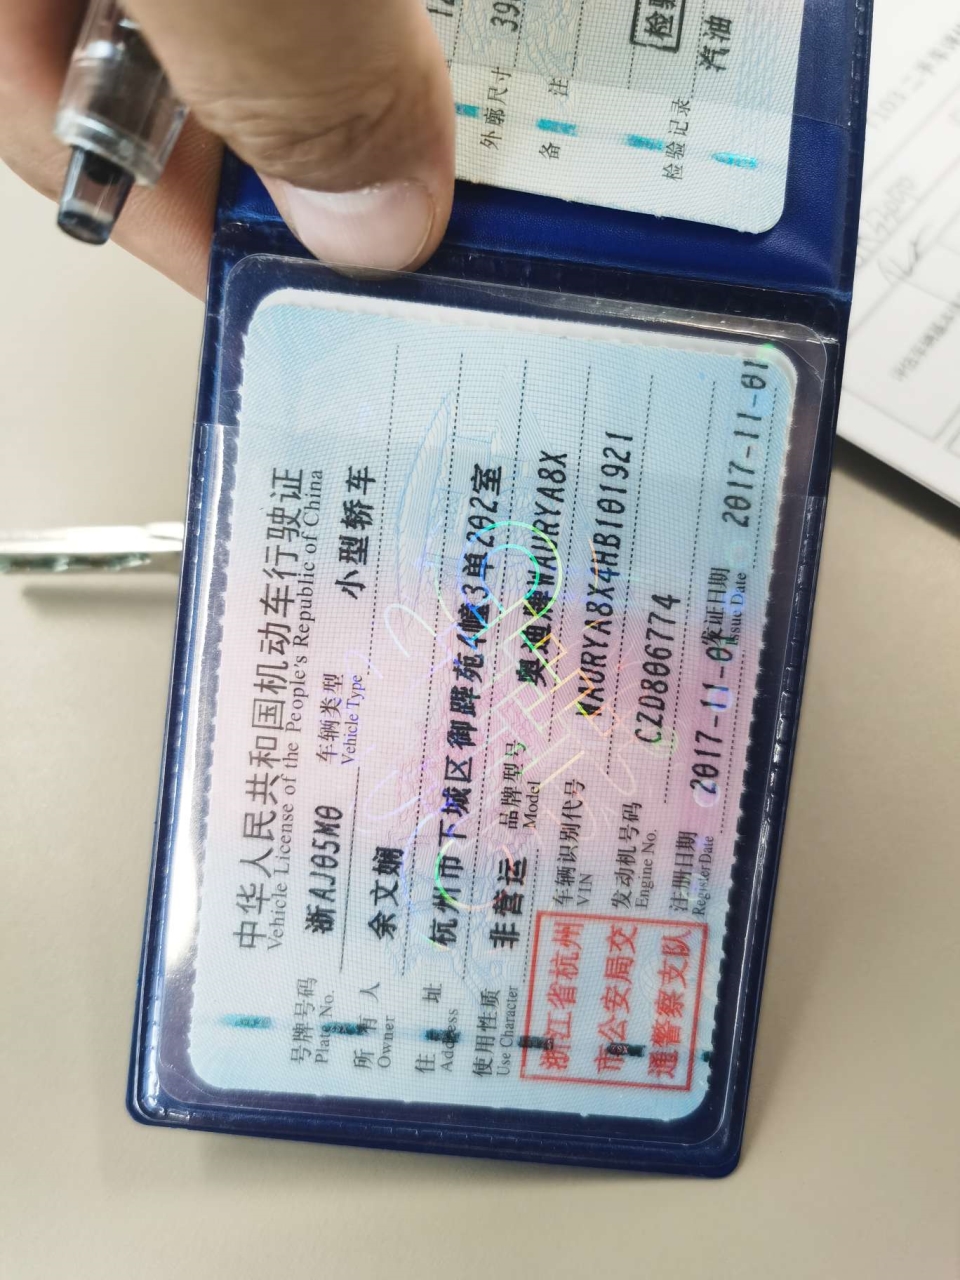 中华人民共和国机动车行驶证
Vehicle License of the People's Republic of China
号牌号码 浙AJ05M0 车辆类型 小型轿车
Plate No. Vehicle Type
所有人 余文娴
Owner
住址 杭州市下城区御跸苑4幢3单202室
Address
使用性质 非营运 品牌型号 奥迪牌WAURYA8X
Use Character Model
浙江省杭州
市公安局交
通警察支队
车辆识别代号 WAURYA8X4HB101921
VIN
发动机号码 CZD806774
Engine No.
注册日期 2017-11-01 发证日期 2017-11-01
Register Date Issue Date
外廓尺寸 39
备注
检验记录
汽油